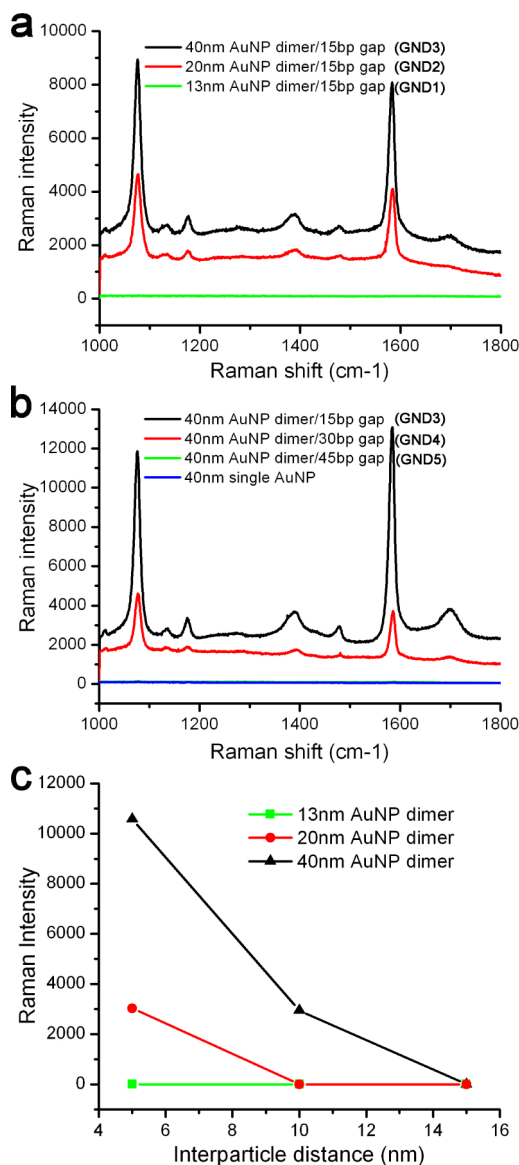 a
40nm AuNP dimer/15bp gap (GND3)
20nm AuNP dimer/15bp gap (GND2)
13nm AuNP dimer/15bp gap (GND1)
Raman intensity
10000
8000
6000
4000
2000
0
1000 1200 1400 1600 1800
Raman shift (cm-1)
b
40nm AuNP dimer/15bp gap (GND3)
40nm AuNP dimer/30bp gap (GND4)
40nm AuNP dimer/45bp gap (GND5)
40nm single AuNP
Raman intensity
14000
12000
10000
8000
6000
4000
2000
0
1000 1200 1400 1600 1800
Raman shift (cm-1)
c
13nm AuNP dimer
20nm AuNP dimer
40nm AuNP dimer
Raman Intensity
12000
10000
8000
6000
4000
2000
0
4 6 8 10 12 14 16
Interparticle distance (nm)